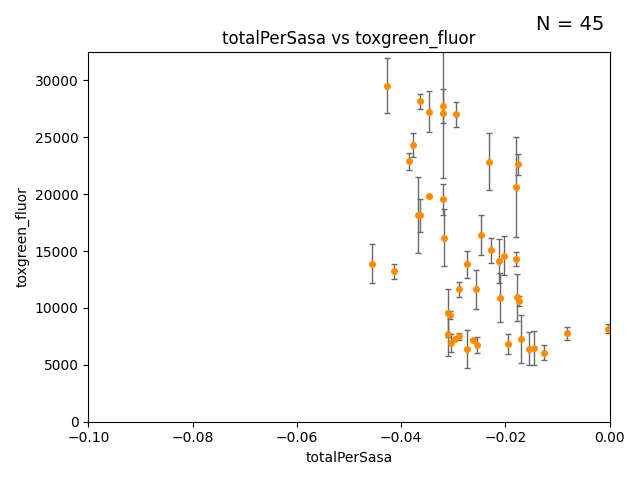 N = 45
totalPerSasa vs toxgreen_fluor
30000
25000
20000
15000
10000
5000
0
toxgreen_fluor
−0.10 −0.08 −0.06 −0.04 −0.02 0.00
totalPerSasa